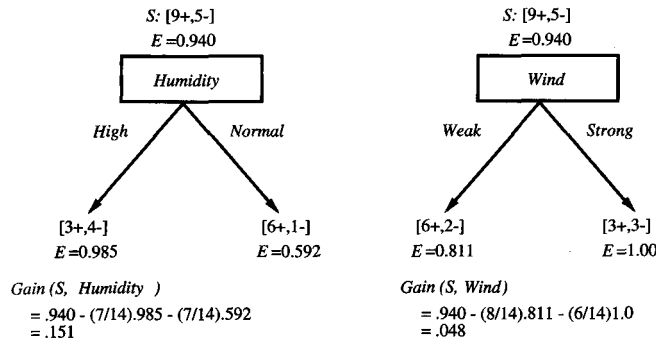 S: [9+,5-]
E =0.940
Humidity
High
Normal
[3+,4-]
E=0.985
[6+,1-]
E=0.592
Gain (S, Humidity )
= .940 - (7/14).985 - (7/14).592
= .151
S: [9+,5-]
E =0.940
Wind
Weak
Strong
[6+,2-]
E=0.811
[3+,3-]
E=1.00
Gain (S, Wind)
= .940 - (8/14).811 - (6/14)1.0
= .048